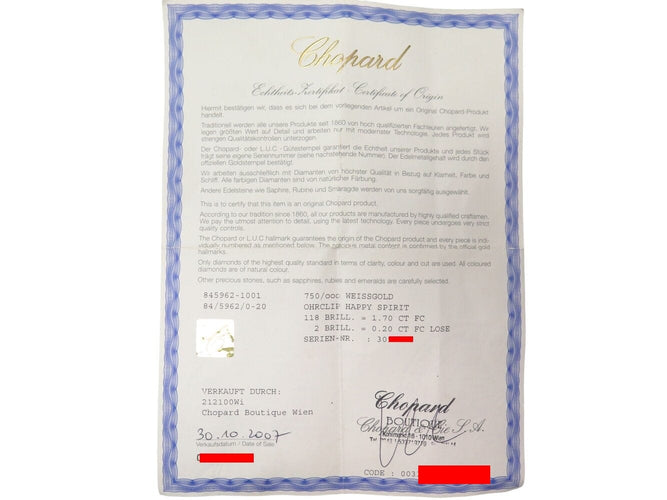 Chopard
Echtheits-Zertifikat - Certificate of Origin
Hiermit bestätigen wir, dass es sich bei dem vorliegenden Artikel um ein Original Chopard-Produkt
handelt.
Traditionell werden alle unsere Produkte seit 1860 von hoch qualifizierten Fachleuten angefertigt. Wir
legen größten Wert auf Detail und arbeiten nur mit modernster Technologie. Jedes Produkt wird
strengen Qualitätskontrollen unterzogen.
Der Chopard- oder L.U.C - Gütestempel garantiert die Echtheit unserer Produkte und jedes Stück
trägt seine eigene Seriennummer (siehe nachstehende Nummer. Der Edelmetallgehalt wird durch den
offiziellen Goldstempel bestätigt.
Wir arbeiten ausschließlich mit Diamanten von höchster Qualität in Bezug auf Klarheit, Farbe und
Schliff. Alle farbigen Diamanten sind von natürlicher Färbung.
Andere Edelsteine wie Saphire, Rubine und Smaragde werden von uns sorgfältig ausgewählt.
This is to certify that this item is an original Chopard product.
According to our tradition since 1860, all our products are manufactured by highly qualified craftsmen.
We pay the utmost attention to detail, using the latest technology. Every piece undergoes very strict
quality controls.
The Chopard or L.U.C hallmark guarantees the origin of the Chopard product and every piece is indi-
vidually numbered as mentioned below. The precious metal content is confirmed by the official gold
hallmarks.
Only diamonds of the highest quality standard in terms of clarity, colour and cut are used. All coloured
diamonds are of natural colour.
Other precious stones, such as sapphires, rubies and emeralds are carefully selected.
845962-1001 750/000 WEISSGOLD
84/5962/0-20 OHRCLIP HAPPY SPIRIT
118 BRILL. = 1.70 CT FC
2 BRILL. = 0.20 CT FC LOSE
SERIEN-NR. : 30
VERKAUFT DURCH:
212100Wi
Chopard Boutique Wien
30.10.2007
Verkaufsdatum / Date of Sale
Chopard
BOUTIQUE
Chopard & Cie S.A.
1010 Wien
CODE : 003